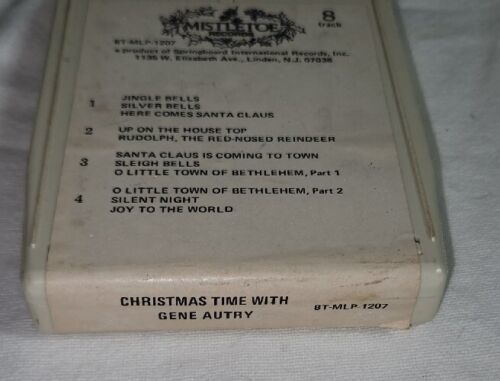 MISTLETOE
RECORDS
8
track
8T-MLP-1207
a product of Springboard International Records, Inc.
1135 W. Elizabeth Ave., Linden, N.J. 07036
1
JINGLE BELLS
SILVER BELLS
HERE COMES SANTA CLAUS
2
UP ON THE HOUSE TOP
RUDOLPH, THE RED-NOSED REINDEER
3
SANTA CLAUS IS COMING TO TOWN
SLEIGH BELLS
O LITTLE TOWN OF BETHLEHEM, Part 1
4
O LITTLE TOWN OF BETHLEHEM, Part 2
SILENT NIGHT
JOY TO THE WORLD
CHRISTMAS TIME WITH
GENE AUTRY
8T-MLP-1207